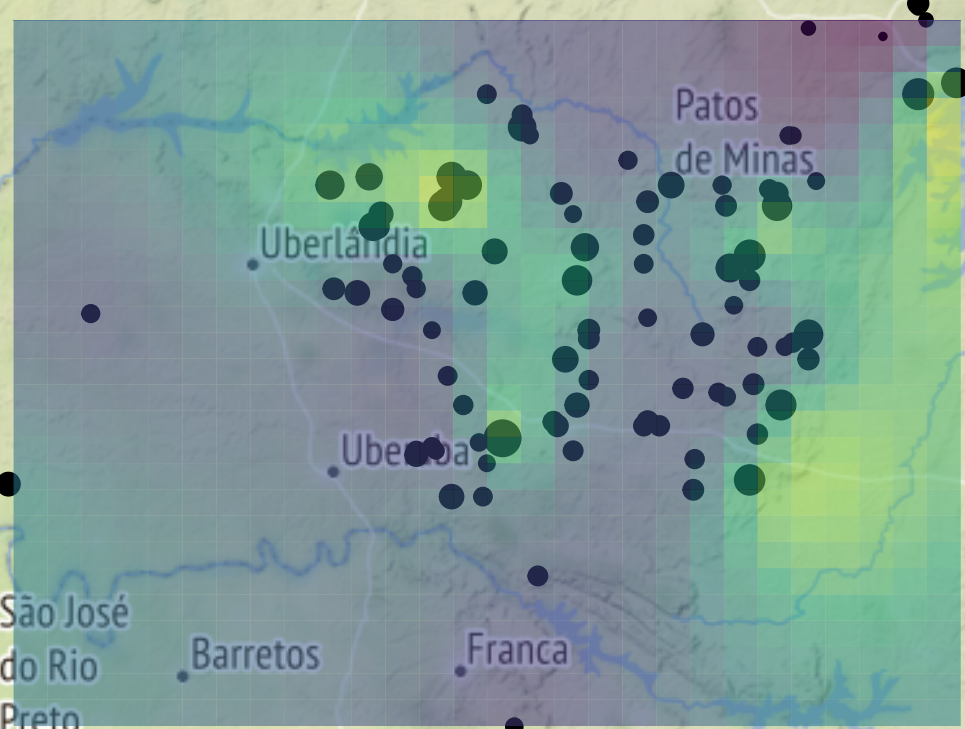 Patos
de Minas
Uberlândia
Uberaba
São José
do Rio
Preto
Barretos
Franca